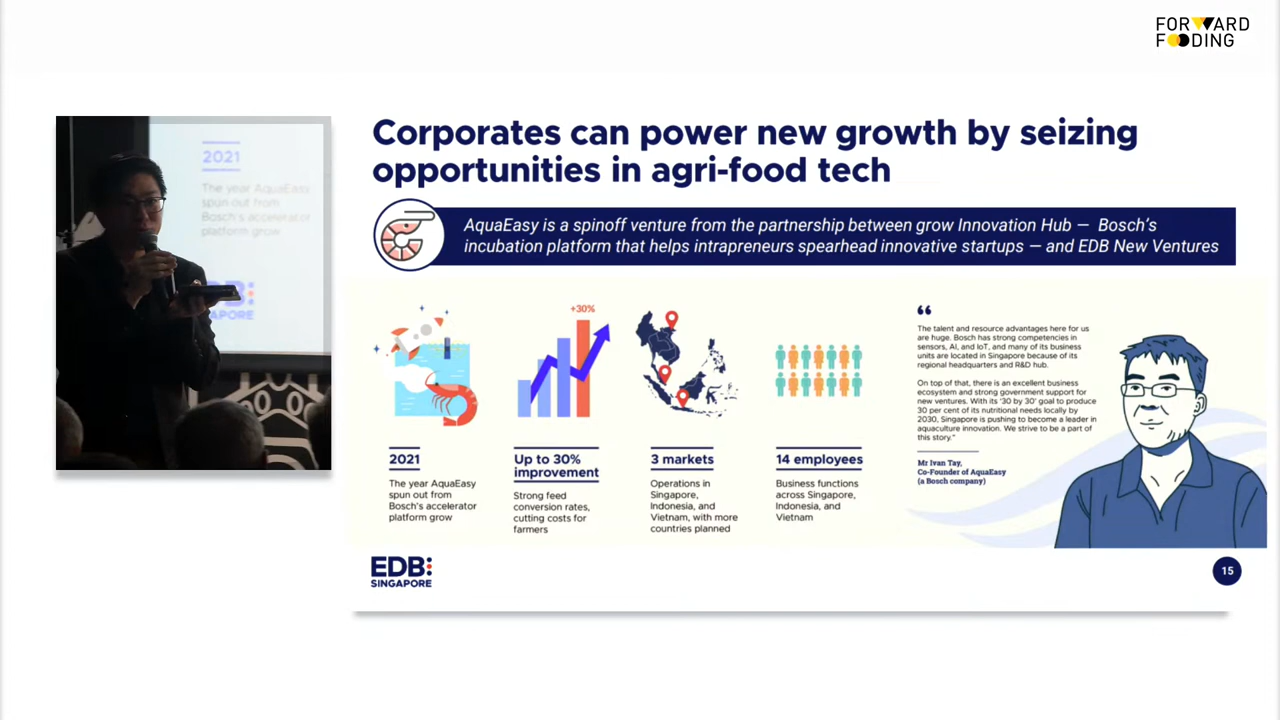 FORWARD
FOODING
2021
The year AquaEasy
spun out from
Bosch's accelerator
platform grow
EDB:
SINGAPORE
Corporates can power new growth by seizing
opportunities in agri-food tech
AquaEasy is a spinoff venture from the partnership between grow Innovation Hub — Bosch's
incubation platform that helps intrapreneurs spearhead innovative startups — and EDB New Ventures
+30%
2021
The year AquaEasy
spun out from
Bosch's accelerator
platform grow
Up to 30%
improvement
Strong feed
conversion rates,
cutting costs for
farmers
3 markets
Operations in
Singapore,
Indonesia, and
Vietnam, with more
countries planned
14 employees
Business functions
across Singapore,
Indonesia, and
Vietnam
“
The talent and resource advantages here for us
are huge. Bosch has strong competencies in
sensors, AI, and IoT, and many of its business
units are located in Singapore because of its
regional headquarters and R&D hub.
On top of that, there is an excellent business
ecosystem and strong government support for
new ventures. With its '30 by 30' goal to produce
30 per cent of its nutritional needs locally by
2030, Singapore is pushing to become a leader in
aquaculture innovation. We strive to be a part of
this story."
Mr Ivan Tay,
Co-Founder of AquaEasy
(a Bosch company)
EDB:
SINGAPORE
15